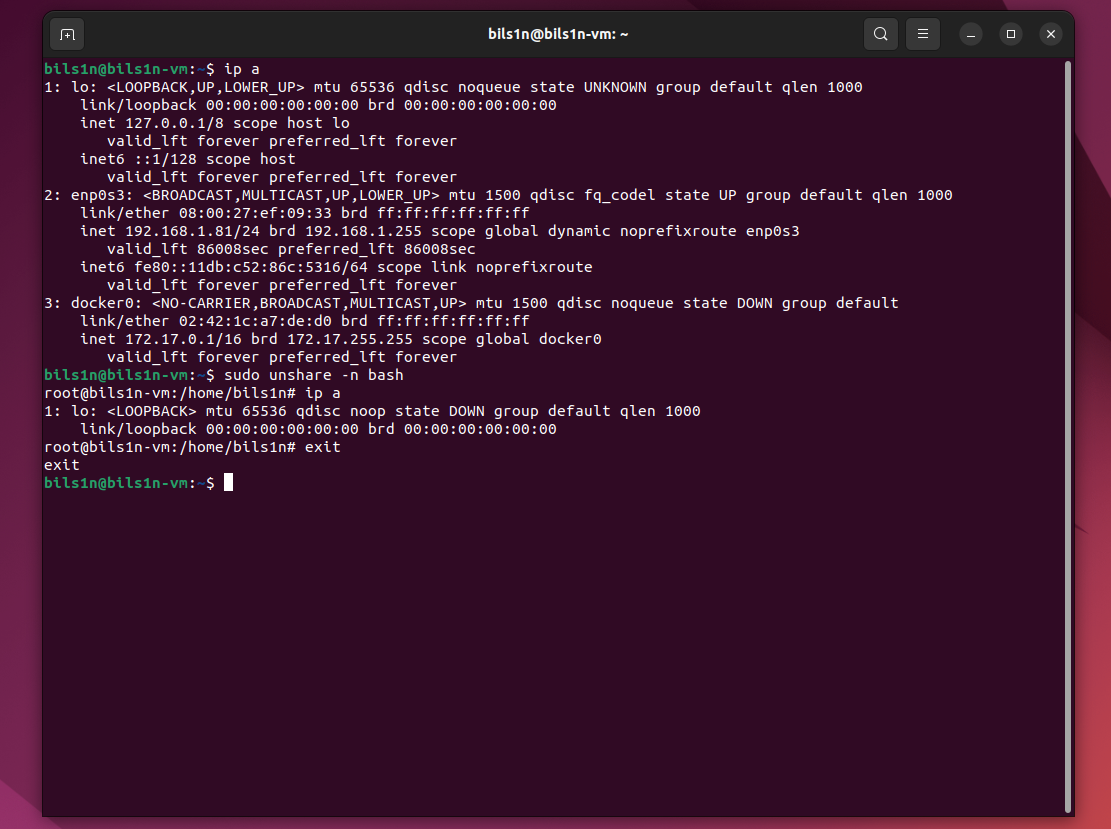 bils1n@bils1n-vm: ~
bils1n@bils1n-vm:~$ ip a
1: lo: <LOOPBACK,UP,LOWER_UP> mtu 65536 qdisc noqueue state UNKNOWN group default qlen 1000
    link/loopback 00:00:00:00:00:00 brd 00:00:00:00:00:00
    inet 127.0.0.1/8 scope host lo
       valid_lft forever preferred_lft forever
    inet6 ::1/128 scope host
       valid_lft forever preferred_lft forever
2: enp0s3: <BROADCAST,MULTICAST,UP,LOWER_UP> mtu 1500 qdisc fq_codel state UP group default qlen 1000
    link/ether 08:00:27:ef:09:33 brd ff:ff:ff:ff:ff:ff
    inet 192.168.1.81/24 brd 192.168.1.255 scope global dynamic noprefixroute enp0s3
       valid_lft 86008sec preferred_lft 86008sec
    inet6 fe80::11db:c52:86c:5316/64 scope link noprefixroute
       valid_lft forever preferred_lft forever
3: docker0: <NO-CARRIER,BROADCAST,MULTICAST,UP> mtu 1500 qdisc noqueue state DOWN group default
    link/ether 02:42:1c:a7:de:d0 brd ff:ff:ff:ff:ff:ff
    inet 172.17.0.1/16 brd 172.17.255.255 scope global docker0
       valid_lft forever preferred_lft forever
bils1n@bils1n-vm:~$ sudo unshare -n bash
root@bils1n-vm:/home/bils1n# ip a
1: lo: <LOOPBACK> mtu 65536 qdisc noop state DOWN group default qlen 1000
    link/loopback 00:00:00:00:00:00 brd 00:00:00:00:00:00
root@bils1n-vm:/home/bils1n# exit
exit
bils1n@bils1n-vm:~$